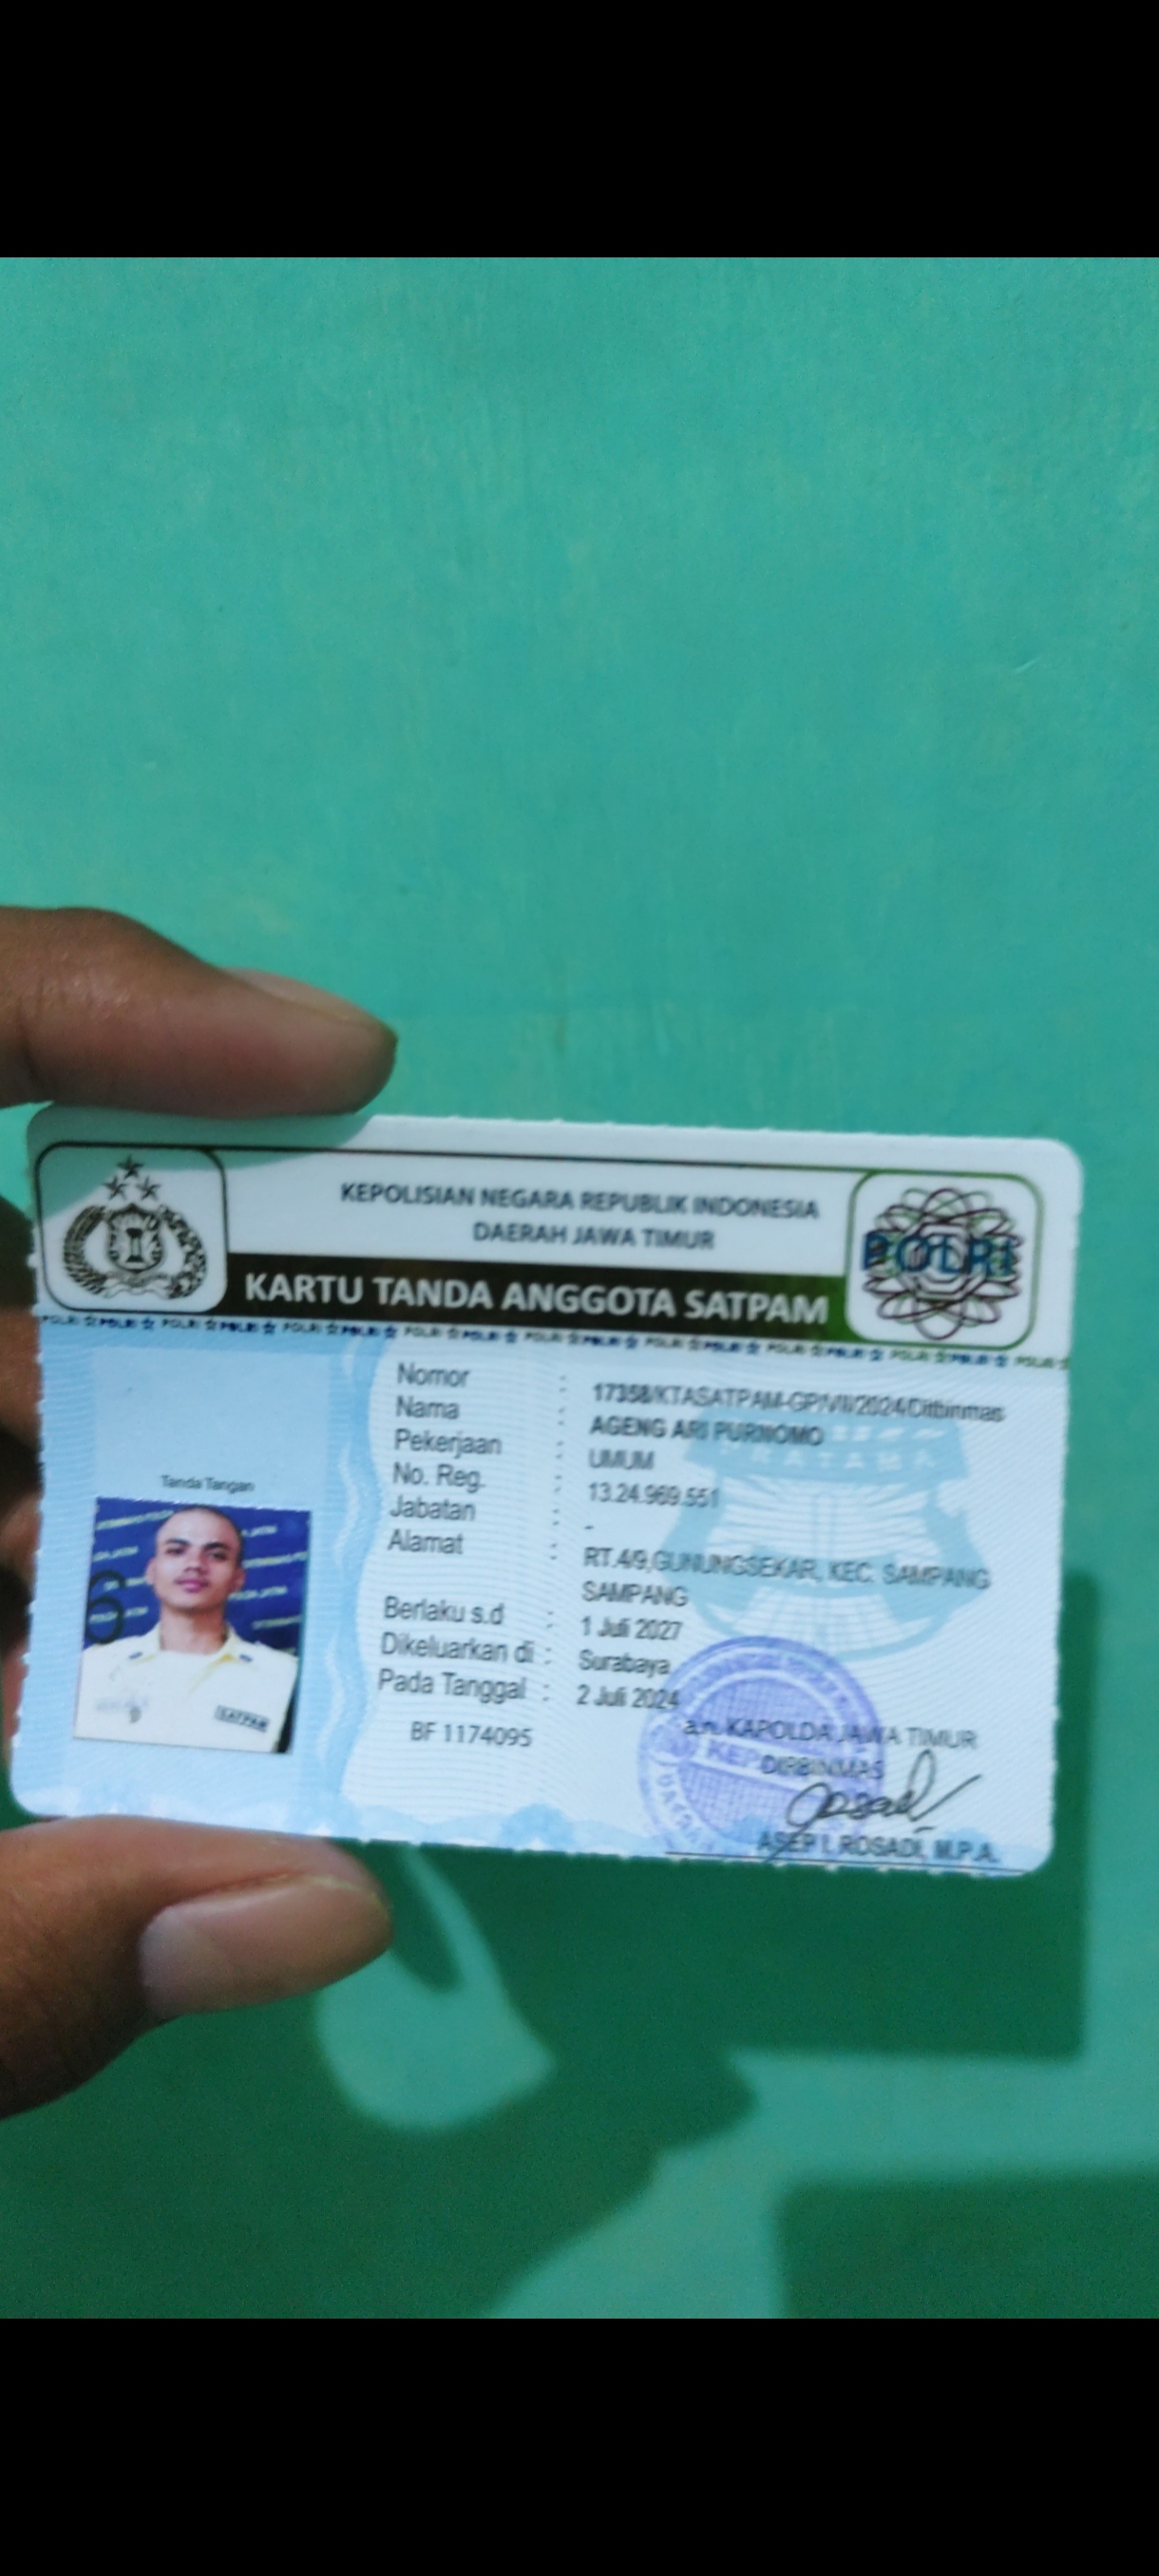 KEPOLISIAN NEGARA REPUBLIK INDONESIA
DAERAH JAWA TIMUR
POLRI
KARTU TANDA ANGGOTA SATPAM
Tanda Tangan
SATPAM
Nomor : 17358/KTASATPAM-GP/VII/2024/Ditbinmas
Nama : AGENG ARI PURNOMO
Pekerjaan : UMUM
No. Reg. : 13.24.969.551
Jabatan : -
Alamat : RT.4/9,GUNUNGSEKAR, KEC. SAMPANG
SAMPANG
Berlaku s.d : 1 Juli 2027
Dikeluarkan di : Surabaya
Pada Tanggal : 2 Juli 2024
BF 1174095
a.n. KAPOLDA JAWA TIMUR
DIRBINMAS
ASEP I. ROSADI, M.P.A.